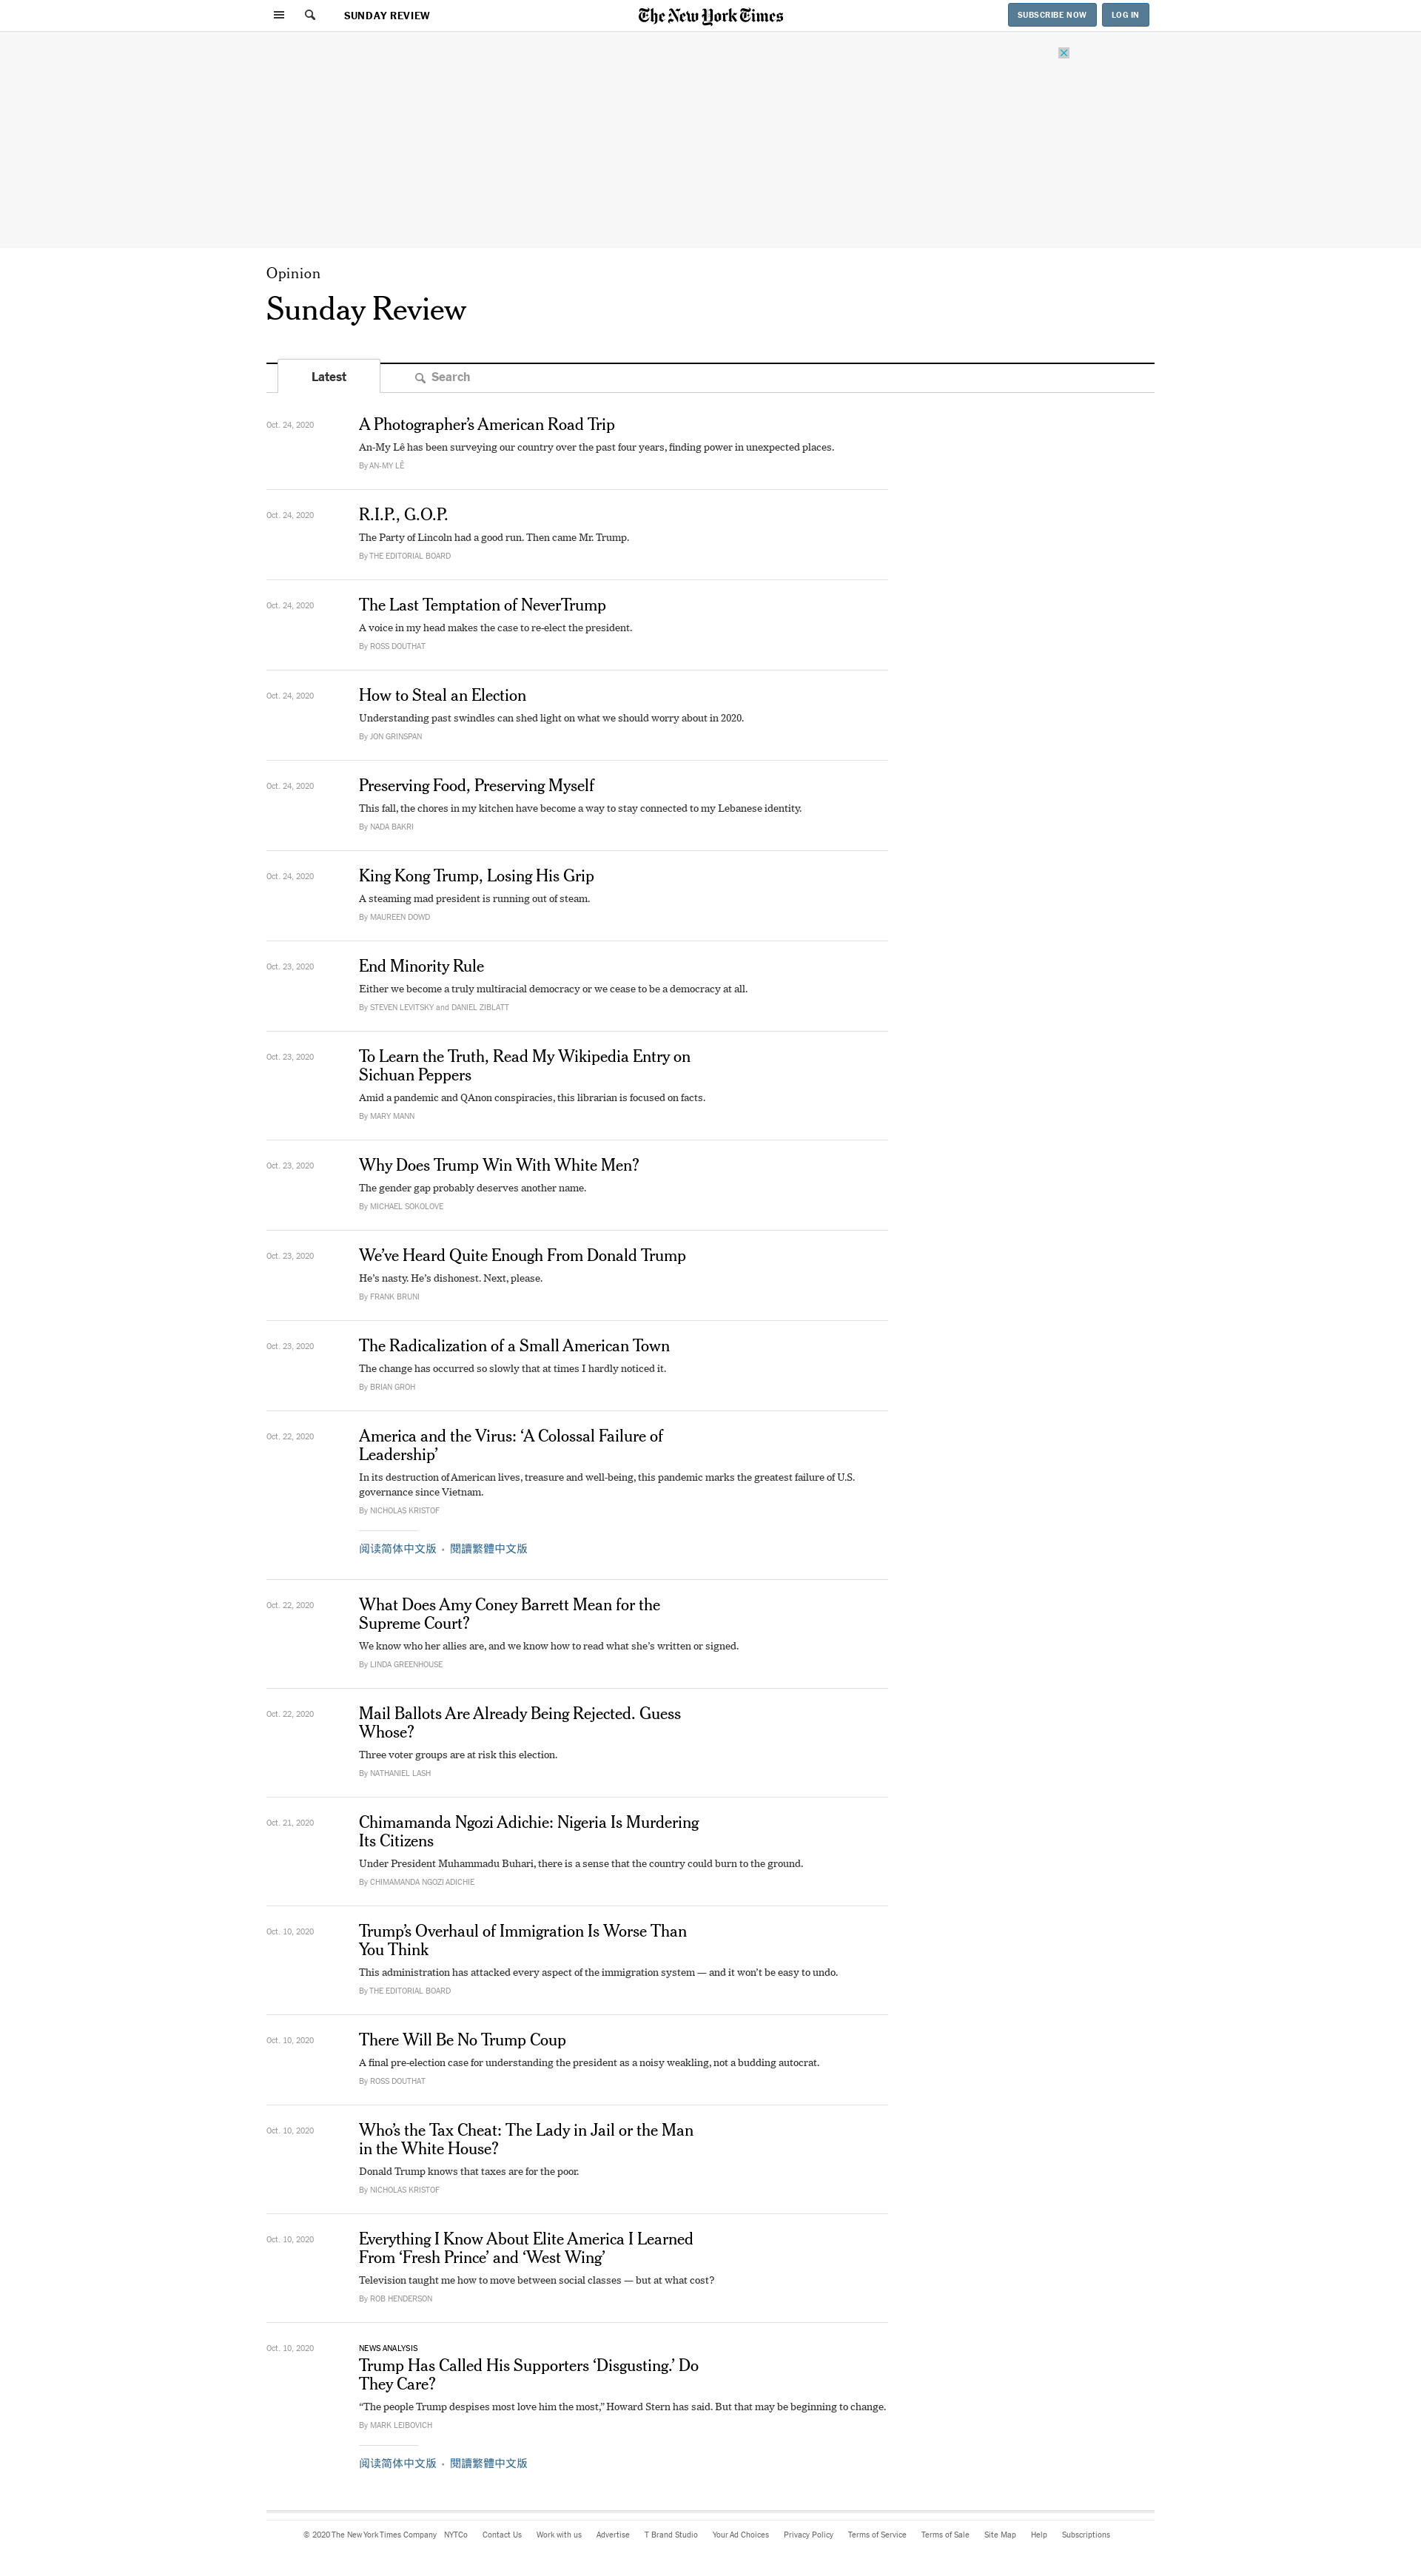 SUNDAY REVIEW
The New York Times
SUBSCRIBE NOW
LOG IN
Opinion
Sunday Review
Latest
Search
Oct. 24, 2020
A Photographer’s American Road Trip
An-My Lê has been surveying our country over the past four years, finding power in unexpected places.
By AN-MY LÊ
Oct. 24, 2020
R.I.P., G.O.P.
The Party of Lincoln had a good run. Then came Mr. Trump.
By THE EDITORIAL BOARD
Oct. 24, 2020
The Last Temptation of NeverTrump
A voice in my head makes the case to re-elect the president.
By ROSS DOUTHAT
Oct. 24, 2020
How to Steal an Election
Understanding past swindles can shed light on what we should worry about in 2020.
By JON GRINSPAN
Oct. 24, 2020
Preserving Food, Preserving Myself
This fall, the chores in my kitchen have become a way to stay connected to my Lebanese identity.
By NADA BAKRI
Oct. 24, 2020
King Kong Trump, Losing His Grip
A steaming mad president is running out of steam.
By MAUREEN DOWD
Oct. 23, 2020
End Minority Rule
Either we become a truly multiracial democracy or we cease to be a democracy at all.
By STEVEN LEVITSKY and DANIEL ZIBLATT
Oct. 23, 2020
To Learn the Truth, Read My Wikipedia Entry on
Sichuan Peppers
Amid a pandemic and QAnon conspiracies, this librarian is focused on facts.
By MARY MANN
Oct. 23, 2020
Why Does Trump Win With White Men?
The gender gap probably deserves another name.
By MICHAEL SOKOLOVE
Oct. 23, 2020
We’ve Heard Quite Enough From Donald Trump
He’s nasty. He’s dishonest. Next, please.
By FRANK BRUNI
Oct. 23, 2020
The Radicalization of a Small American Town
The change has occurred so slowly that at times I hardly noticed it.
By BRIAN GROH
Oct. 22, 2020
America and the Virus: ‘A Colossal Failure of
Leadership’
In its destruction of American lives, treasure and well-being, this pandemic marks the greatest failure of U.S.
governance since Vietnam.
By NICHOLAS KRISTOF
阅读简体中文版 • 閱讀繁體中文版
Oct. 22, 2020
What Does Amy Coney Barrett Mean for the
Supreme Court?
We know who her allies are, and we know how to read what she’s written or signed.
By LINDA GREENHOUSE
Oct. 22, 2020
Mail Ballots Are Already Being Rejected. Guess
Whose?
Three voter groups are at risk this election.
By NATHANIEL LASH
Oct. 21, 2020
Chimamanda Ngozi Adichie: Nigeria Is Murdering
Its Citizens
Under President Muhammadu Buhari, there is a sense that the country could burn to the ground.
By CHIMAMANDA NGOZI ADICHIE
Oct. 10, 2020
Trump’s Overhaul of Immigration Is Worse Than
You Think
This administration has attacked every aspect of the immigration system — and it won’t be easy to undo.
By THE EDITORIAL BOARD
Oct. 10, 2020
There Will Be No Trump Coup
A final pre-election case for understanding the president as a noisy weakling, not a budding autocrat.
By ROSS DOUTHAT
Oct. 10, 2020
Who’s the Tax Cheat: The Lady in Jail or the Man
in the White House?
Donald Trump knows that taxes are for the poor.
By NICHOLAS KRISTOF
Oct. 10, 2020
Everything I Know About Elite America I Learned
From ‘Fresh Prince’ and ‘West Wing’
Television taught me how to move between social classes — but at what cost?
By ROB HENDERSON
Oct. 10, 2020
NEWS ANALYSIS
Trump Has Called His Supporters ‘Disgusting.’ Do
They Care?
“The people Trump despises most love him the most,” Howard Stern has said. But that may be beginning to change.
By MARK LEIBOVICH
阅读简体中文版 • 閱讀繁體中文版
© 2020 The New York Times Company NYTCo Contact Us Work with us Advertise T Brand Studio Your Ad Choices Privacy Policy Terms of Service Terms of Sale Site Map Help Subscriptions